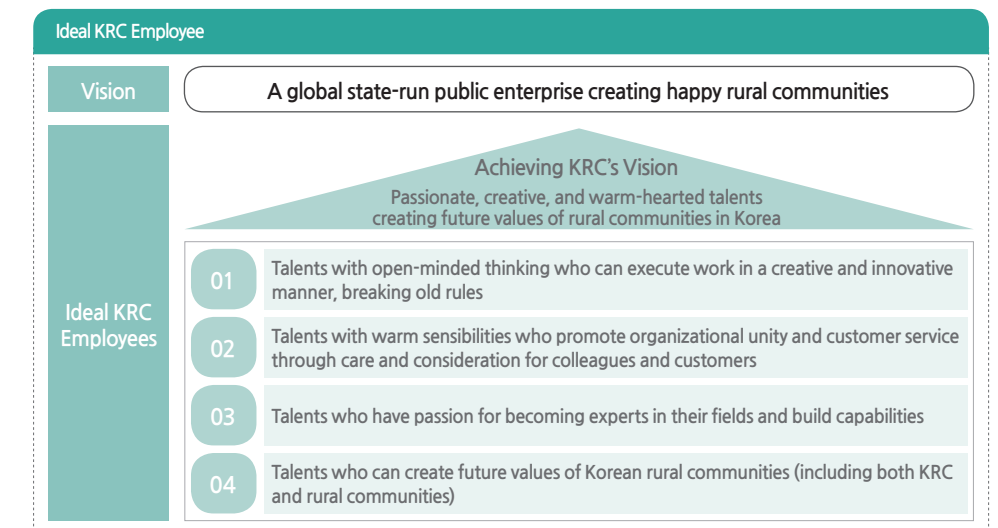 Ideal KRC Employee
Vision
A global state-run public enterprise creating happy rural communities
Ideal KRC
Employees
Achieving KRC's Vision
Passionate, creative, and warm-hearted talents
creating future values of rural communities in Korea
01
Talents with open-minded thinking who can execute work in a creative and innovative
manner, breaking old rules
02
Talents with warm sensibilities who promote organizational unity and customer service
through care and consideration for colleagues and customers
03
Talents who have passion for becoming experts in their fields and build capabilities
04
Talents who can create future values of Korean rural communities (including both KRC
and rural communities)